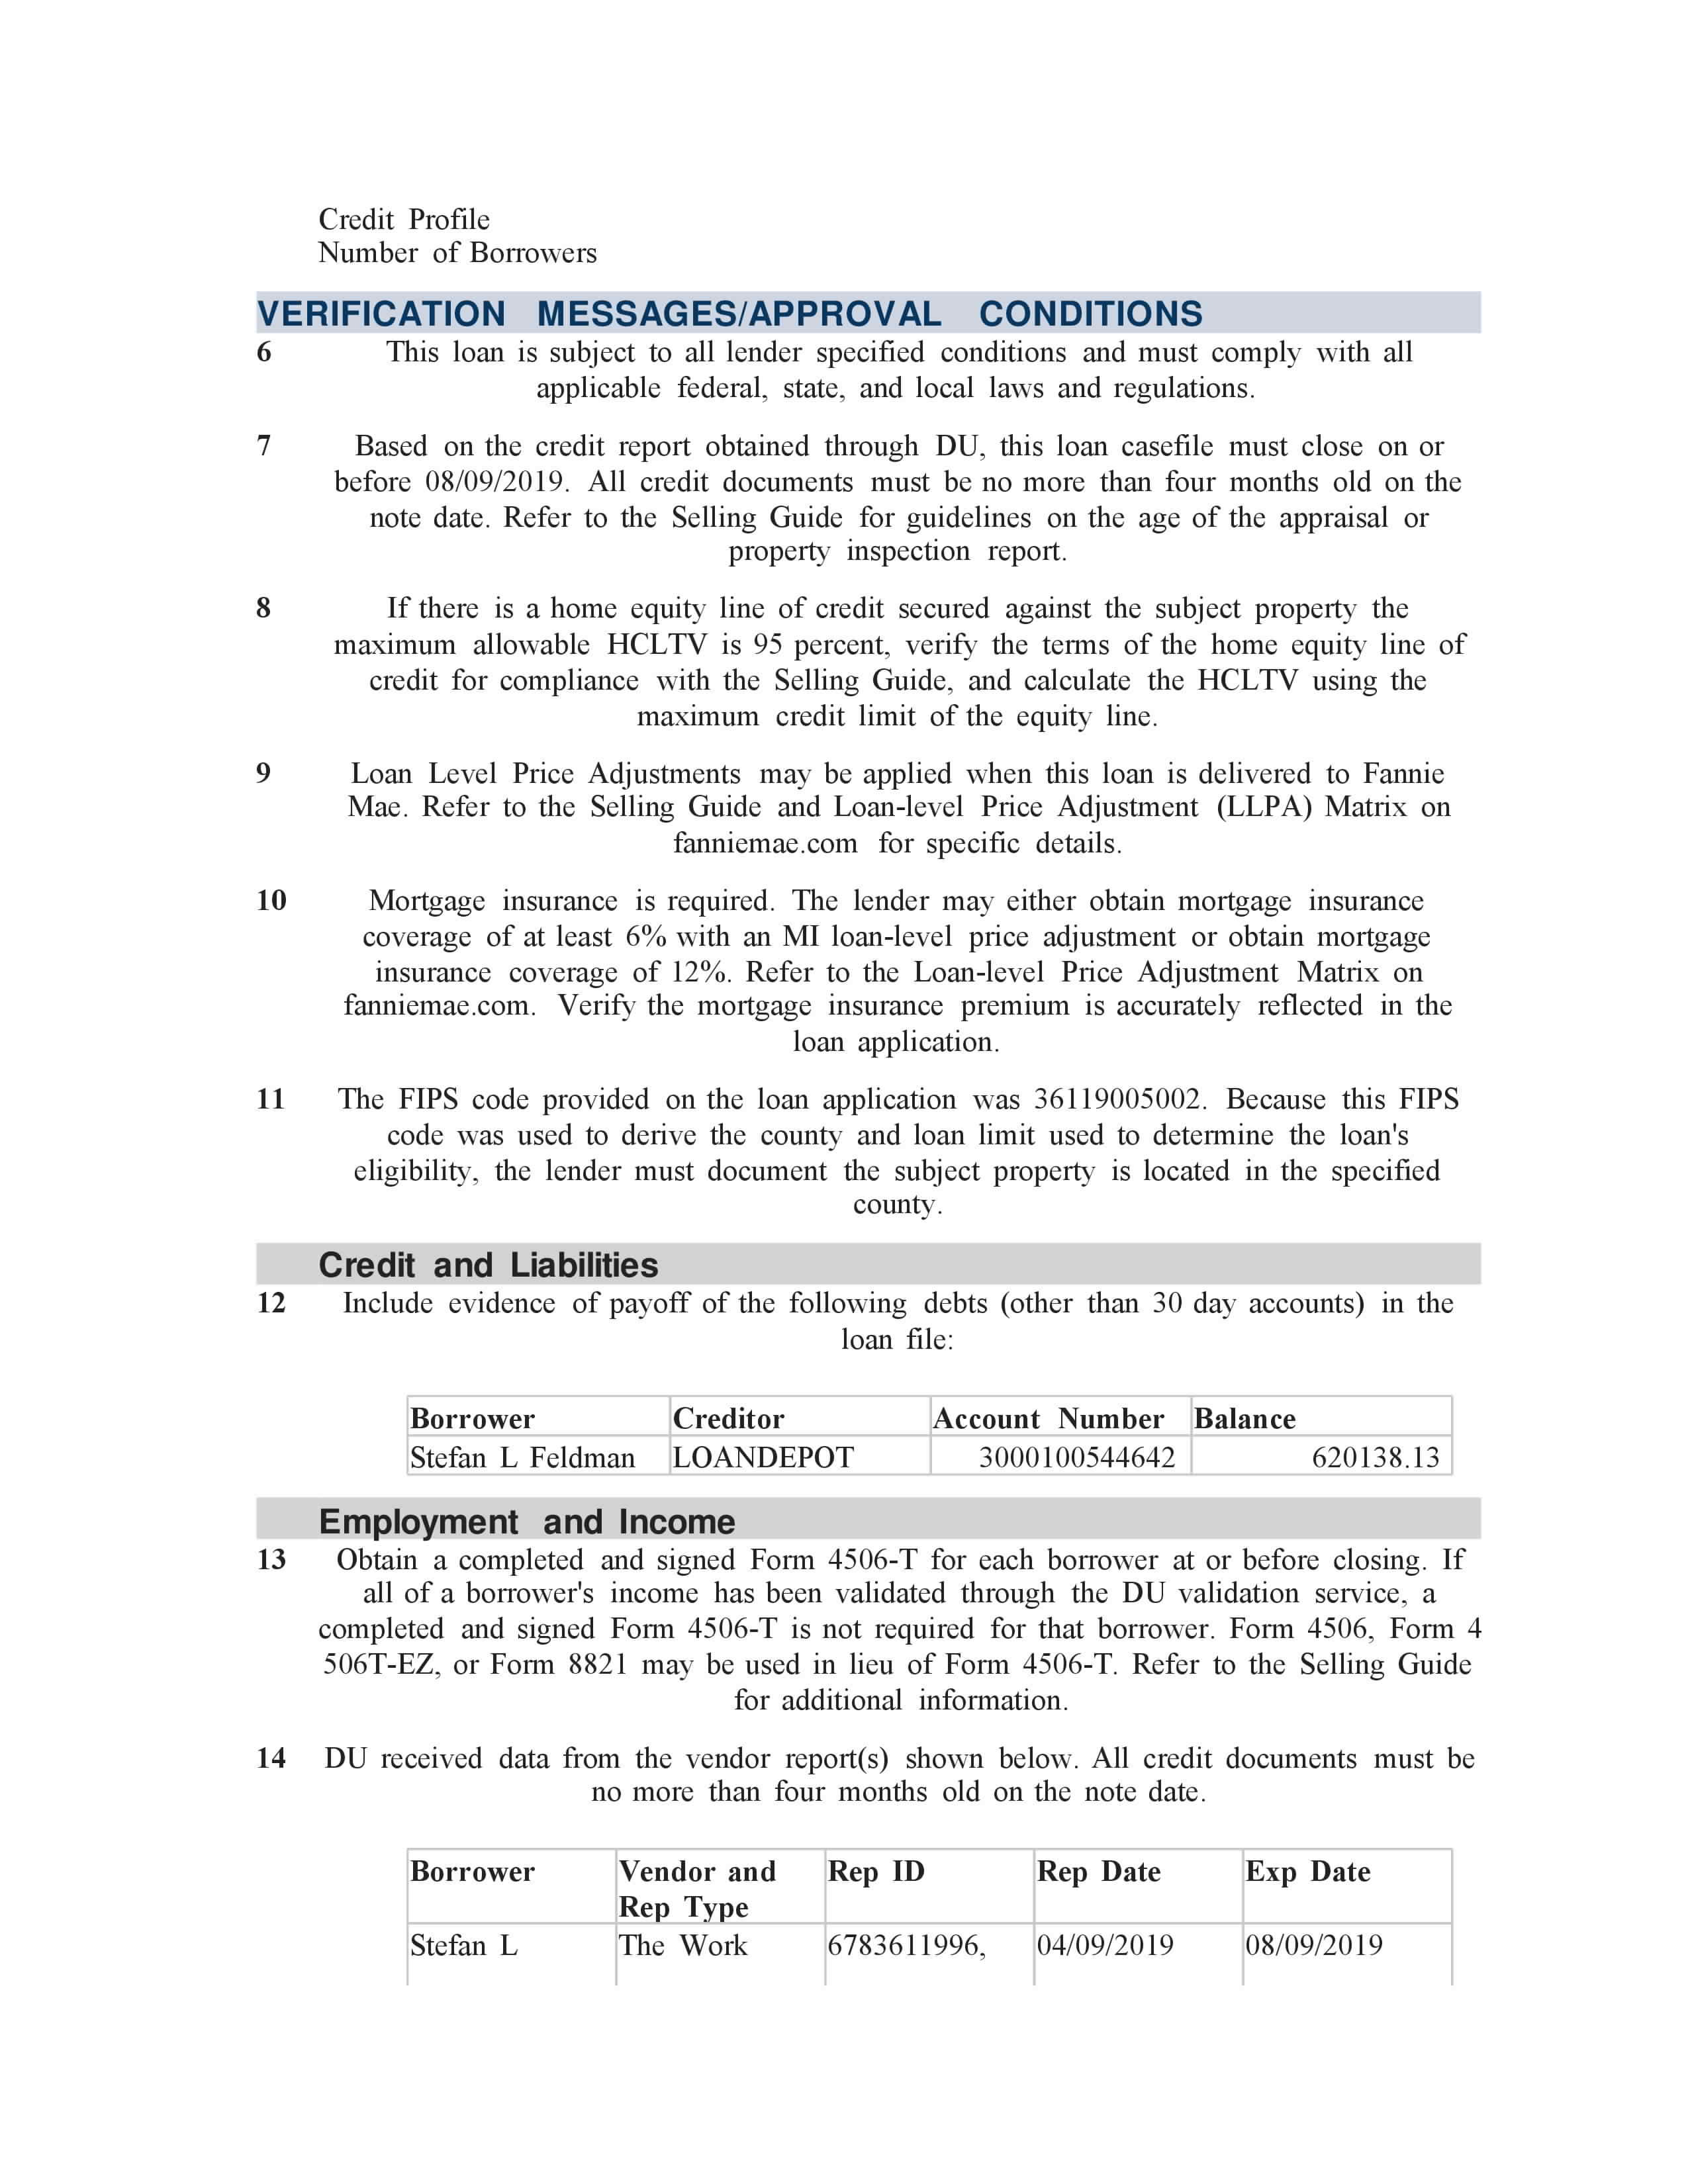 Credit Profile
Number of Borrowers
VERIFICATION MESSAGES/APPROVAL CONDITIONS
6 This loan is subject to all lender specified conditions and must comply with all
applicable federal, state, and local laws and regulations.
7 Based on the credit report obtained through DU, this loan casefile must close on or
before 08/09/2019. All credit documents must be no more than four months old on the
note date. Refer to the Selling Guide for guidelines on the age of the appraisal or
property inspection report.
8 If there is a home equity line of credit secured against the subject property the
maximum allowable HCLTV is 95 percent, verify the terms of the home equity line of
credit for compliance with the Selling Guide, and calculate the HCLTV using the
maximum credit limit of the equity line.
9 Loan Level Price Adjustments may be applied when this loan is delivered to Fannie
Mae. Refer to the Selling Guide and Loan-level Price Adjustment (LLPA) Matrix on
fanniemae.com for specific details.
10 Mortgage insurance is required. The lender may either obtain mortgage insurance
coverage of at least 6% with an MI loan-level price adjustment or obtain mortgage
insurance coverage of 12%. Refer to the Loan-level Price Adjustment Matrix on
fanniemae.com. Verify the mortgage insurance premium is accurately reflected in the
loan application.
11 The FIPS code provided on the loan application was 36119005002. Because this FIPS
code was used to derive the county and loan limit used to determine the loan's
eligibility, the lender must document the subject property is located in the specified
county.
Credit and Liabilities
12 Include evidence of payoff of the following debts (other than 30 day accounts) in the
loan file:
Borrower Creditor Account Number Balance
Stefan L Feldman LOANDEPOT 3000100544642 620138.13
Employment and Income
13 Obtain a completed and signed Form 4506-T for each borrower at or before closing. If
all of a borrower's income has been validated through the DU validation service, a
completed and signed Form 4506-T is not required for that borrower. Form 4506, Form 4
506T-EZ, or Form 8821 may be used in lieu of Form 4506-T. Refer to the Selling Guide
for additional information.
14 DU received data from the vendor report(s) shown below. All credit documents must be
no more than four months old on the note date.
Borrower Vendor and Rep ID Rep Date Exp Date
Rep Type
Stefan L The Work 6783611996, 04/09/2019 08/09/2019